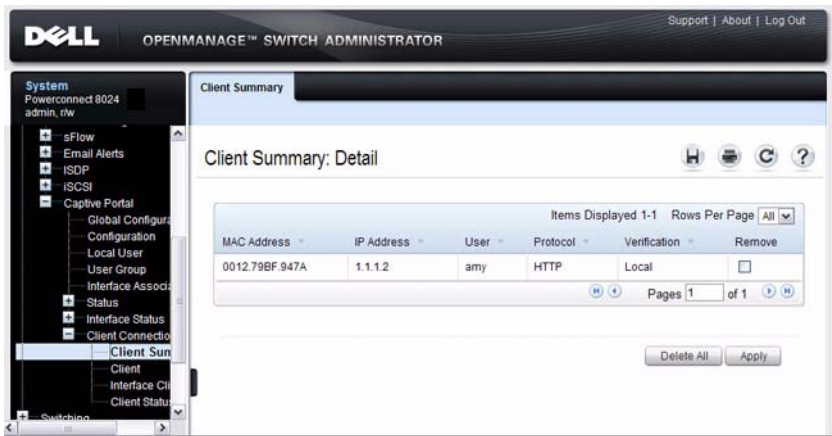 Support | About | Log Out
DELL
OPENMANAGE™ SWITCH ADMINISTRATOR
System
Powerconnect 8024
admin, r/w
Client Summary
sFlow
Email Alerts
ISDP
iSCSI
Captive Portal
Global Configura
Configuration
Local User
User Group
Interface Associa
Status
Interface Status
Client Connectio
Client Sum
Client
Interface Cli
Client Status
Switching
Client Summary: Detail
Items Displayed 1-1 Rows Per Page All
MAC Address IP Address User Protocol Verification Remove
0012.79BF.947A 1.1.1.2 amy HTTP Local
Pages 1 of 1
Delete All Apply